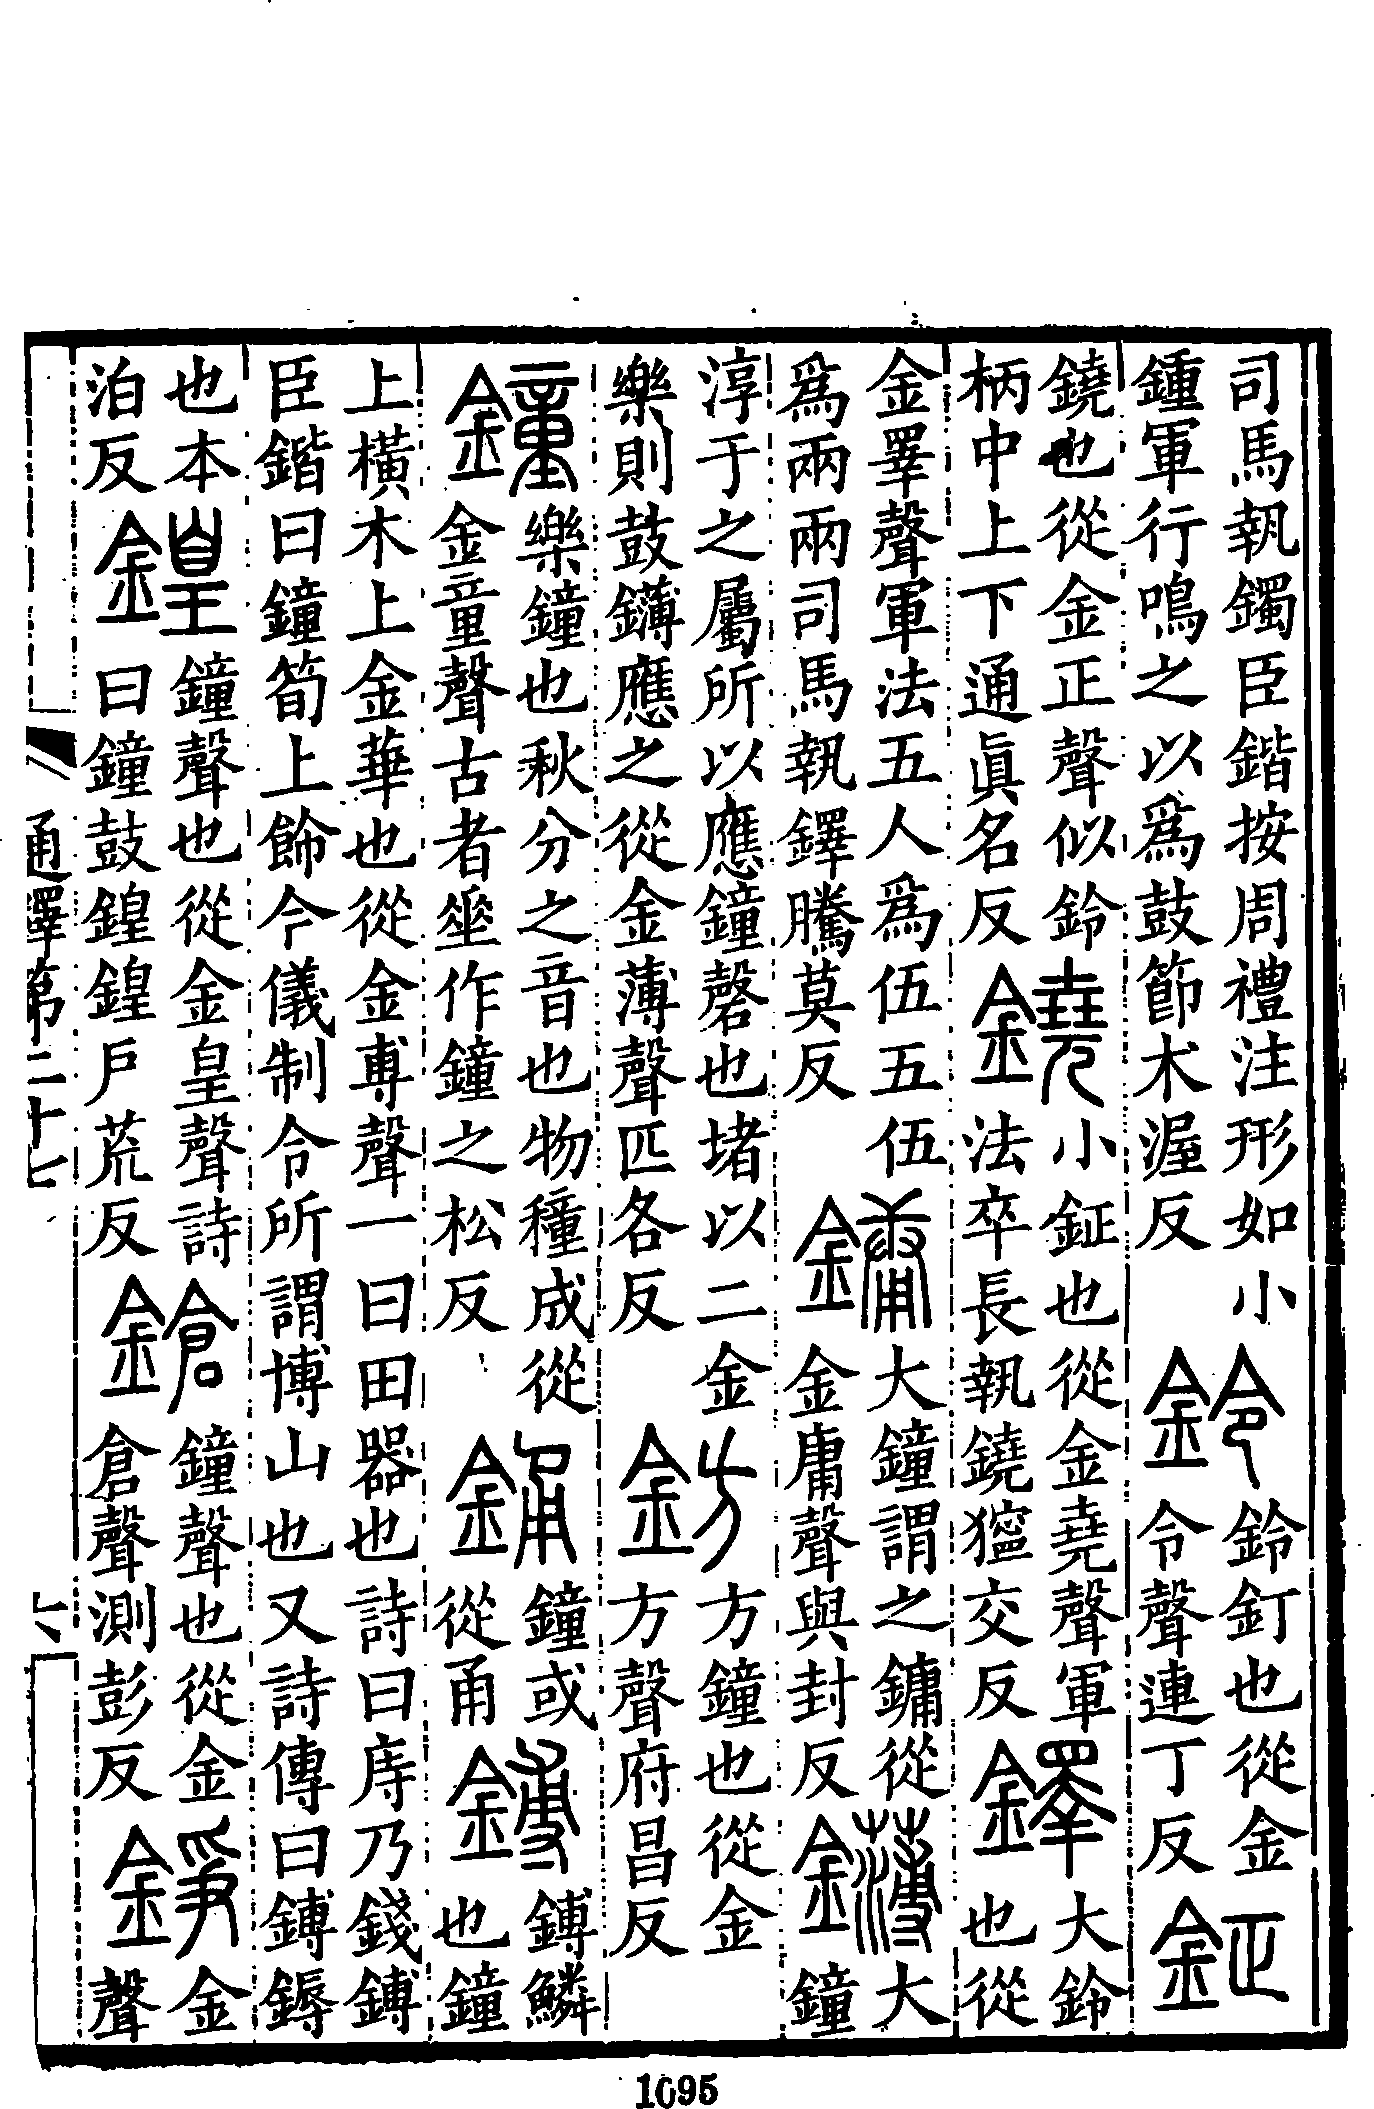 司馬執鐲臣鍇按周禮注形如小
鍾軍行鳴之以爲鼓節木渥反
鈴
鈴釘也從金
令聲連丁反
鉦
鐃也從金正聲似鈴
柄中上下通眞名反
鐃
小鉦也從金堯聲軍
法卒長執鐃獰交反
鐸
大鈴
也從
金睪聲軍法五人爲伍五伍
爲兩兩司馬執鐸騰莫反
鏞
大鐘謂之鏞從
金庸聲與封反
鑮
大
鐘
淳于之屬所以應鐘磬也堵以二金
樂則鼓鑮應之從金薄聲匹各反
鈁
方鐘也從金
方聲府昌反
鐘
樂鐘也秋分之音也物穜成從
金童聲古者垂作鐘之松反
銿
鐘或
從甬
鎛
鎛鱗
也鐘
上橫木上金華也從金尃聲一曰田器也詩曰庤乃錢鎛
臣鍇曰鐘筍上飾今儀制令所謂博山也又詩傳曰鎛鎒
也本
泊反
鍠
鐘聲也從金皇聲詩
曰鐘鼓鍠鍠戶荒反
鎗
鐘聲也從金
倉聲測彭反
錚
金
聲
通釋第二十七
六
1095